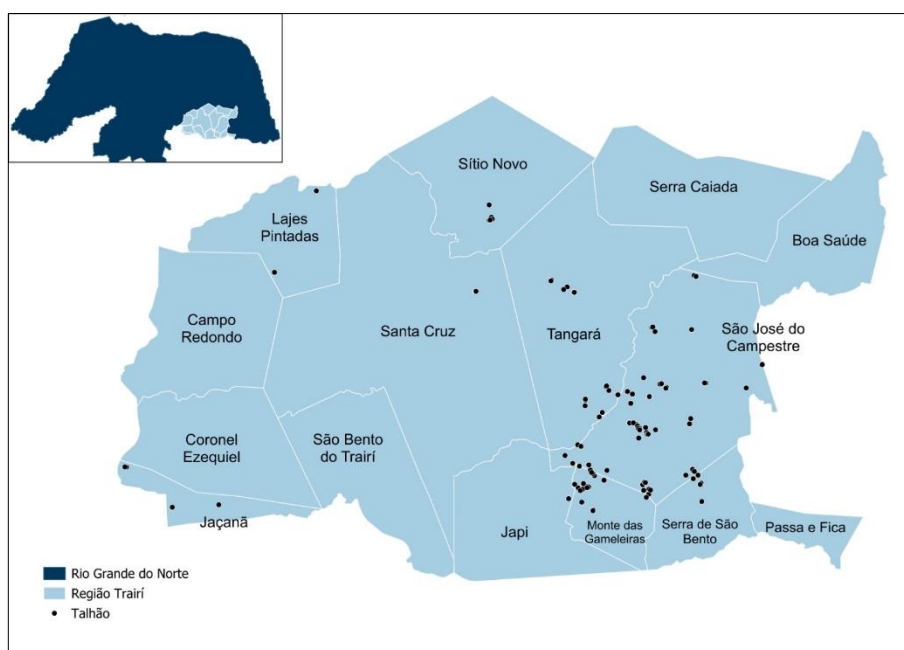 Sítio Novo
Serra Caiada
Lajes
Pintadas
Boa Saúde
Campo
Redondo
Santa Cruz
Tangará
São José do
Campestre
Coronel
Ezequiel
São Bento
do Trairí
Jaçanã
Japi
Monte das
Gameleiras
Serra de São
Bento
Passa e Fica
Rio Grande do Norte
Região Trairí
Talhão